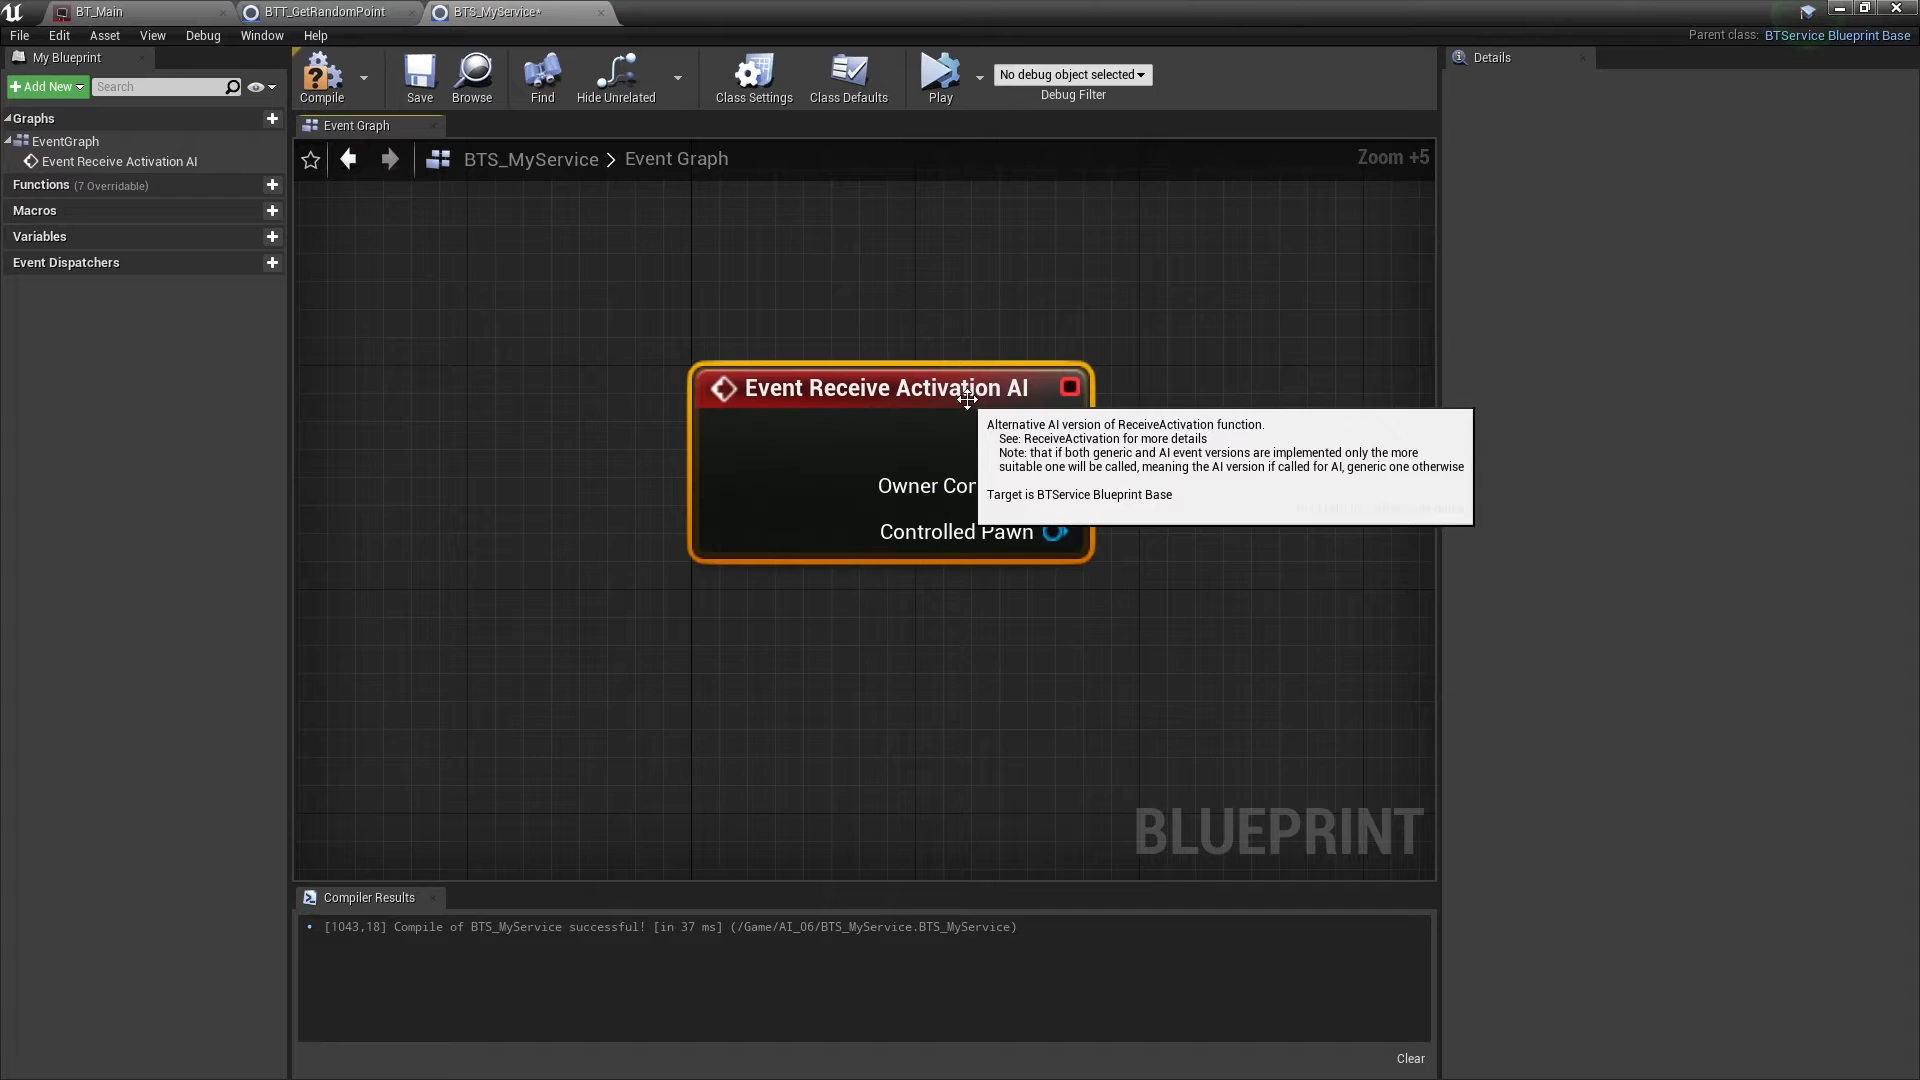 BT_Main
BTT_GetRandomPoint
BTS_MyService*
File Edit Asset View Debug Window Help
Parent class: BTService Blueprint Base
My Blueprint
Details
Add New
Search
Compile
Save
Browse
Find
Hide Unrelated
Class Settings
Class Defaults
Play
No debug object selected
Debug Filter
Graphs
EventGraph
Event Receive Activation AI
Functions (7 Overridable)
Macros
Variables
Event Dispatchers
Event Graph
BTS_MyService > Event Graph
Zoom +5
Event Receive Activation AI
Owner Con
Controlled Pawn
Alternative AI version of ReceiveActivation function.
See: ReceiveActivation for more details
Note: that if both generic and AI event versions are implemented only the more
suitable one will be called, meaning the AI version if called for AI, generic one otherwise
Target is BTService Blueprint Base
BLUEPRINT
Compiler Results
• [1043,18] Compile of BTS_MyService successful! [in 37 ms] (/Game/AI_06/BTS_MyService.BTS_MyService)
Clear